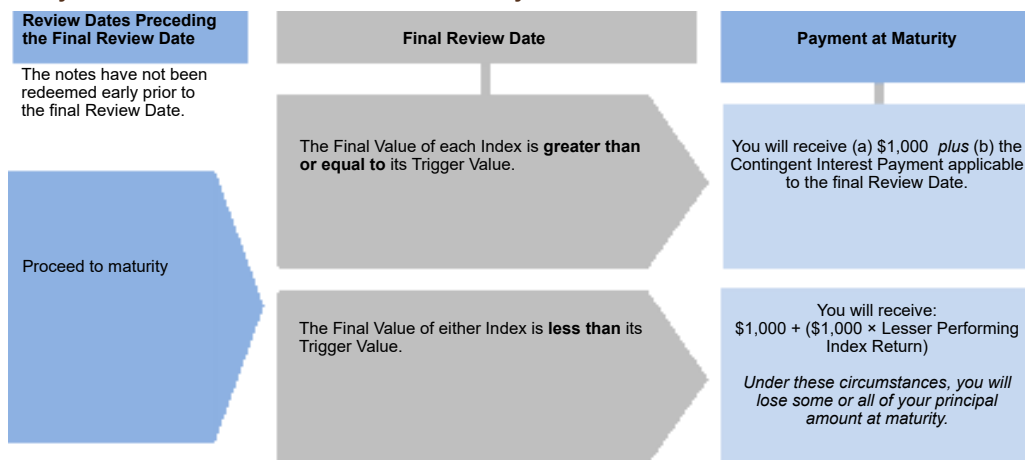 Review Dates Preceding
the Final Review Date
Final Review Date
Payment at Maturity
The notes have not been
redeemed early prior to
the final Review Date.
The Final Value of each Index is greater than
or equal to its Trigger Value.
You will receive (a) $1,000 plus (b) the
Contingent Interest Payment applicable
to the final Review Date.
Proceed to maturity
The Final Value of either Index is less than its
Trigger Value.
You will receive:
$1,000 + ($1,000 × Lesser Performing
Index Return)
Under these circumstances, you will
lose some or all of your principal
amount at maturity.